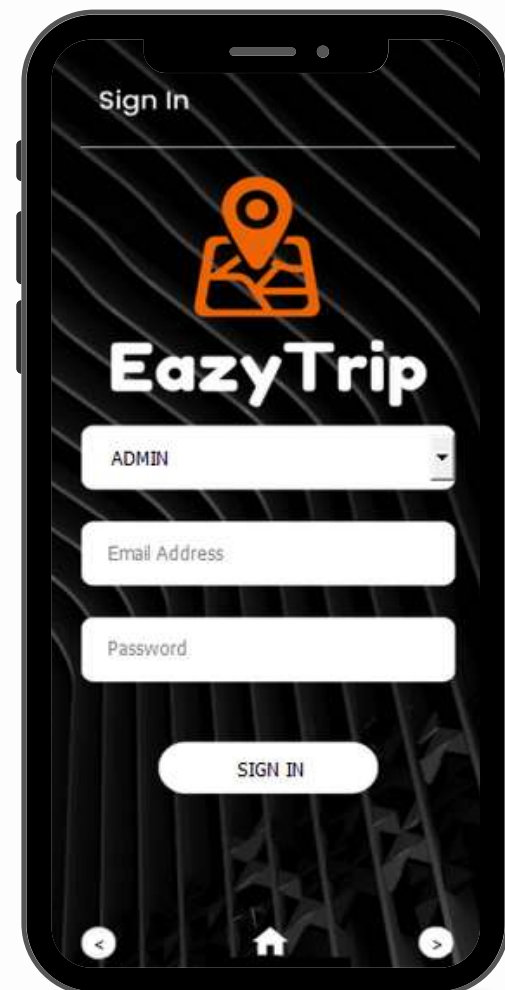 Sign In
EazyTrip
ADMIN
Email Address
Password
SIGN IN
< >